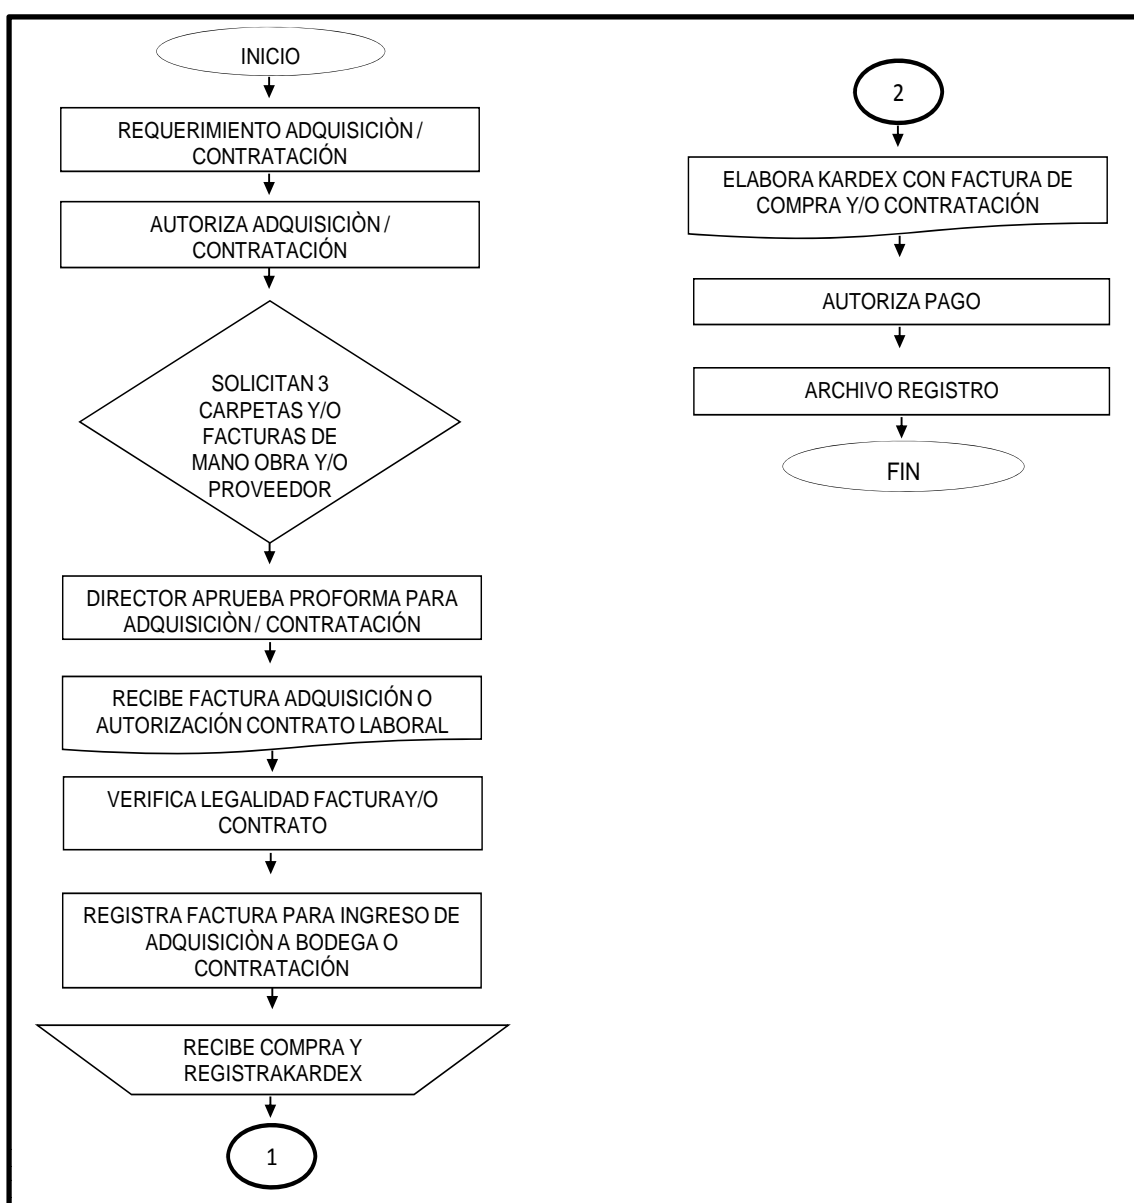 INICIO
REQUERIMIENTO ADQUISICIÒN /
CONTRATACIÓN
AUTORIZA ADQUISICIÒN /
CONTRATACIÓN
SOLICITAN 3
CARPETAS Y/O
FACTURAS DE
MANO OBRA Y/O
PROVEEDOR
DIRECTOR APRUEBA PROFORMA PARA
ADQUISICIÒN / CONTRATACIÓN
RECIBE FACTURA ADQUISICIÓN O
AUTORIZACIÓN CONTRATO LABORAL
VERIFICA LEGALIDAD FACTURAY/O
CONTRATO
REGISTRA FACTURA PARA INGRESO DE
ADQUISICIÒN A BODEGA O
CONTRATACIÓN
RECIBE COMPRA Y
REGISTRAKARDEX
1
2
ELABORA KARDEX CON FACTURA DE
COMPRA Y/O CONTRATACIÓN
AUTORIZA PAGO
ARCHIVO REGISTRO
FIN